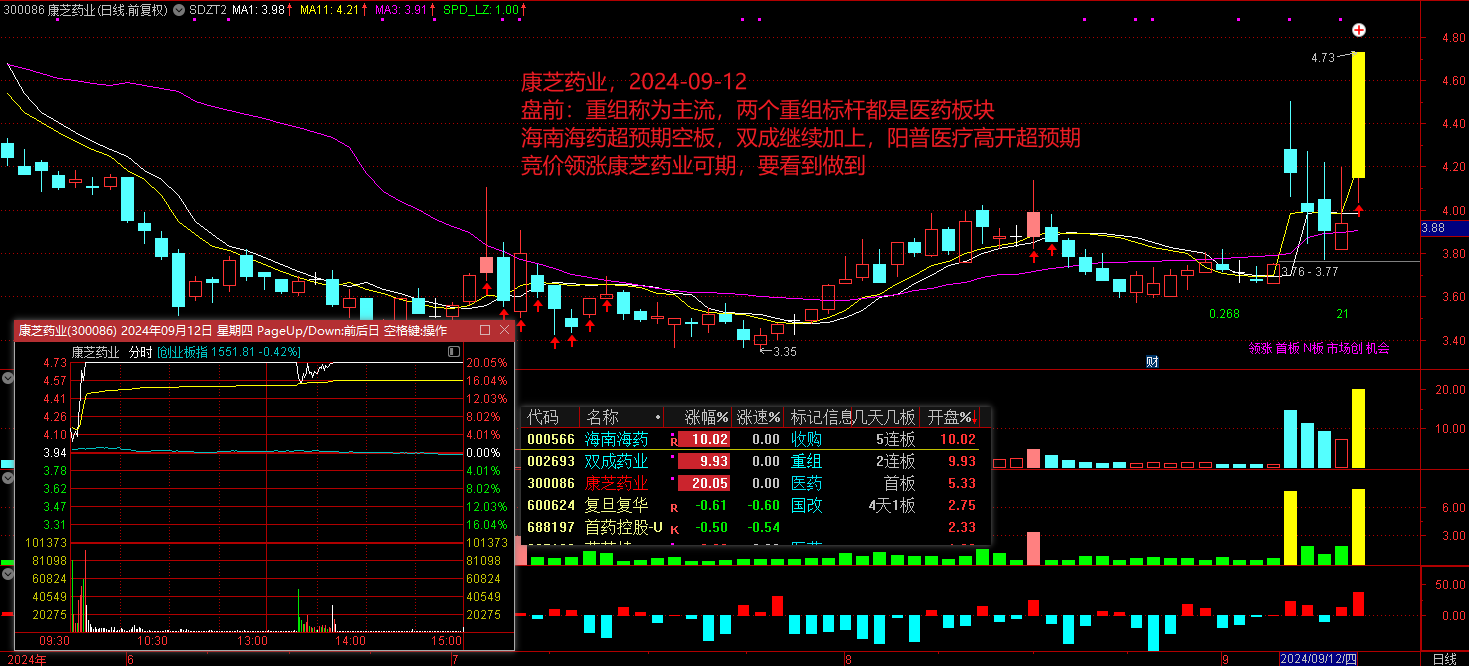 300086 康芝药业(日线.前复权) SDZT2 MA1: 3.98↑ MA11: 4.21↑ MA3: 3.91↑ SPD_LZ: 1.00↑
4.80
4.73
4.60
4.40
4.20
4.00
3.88
3.80
3.60
3.40
康芝药业，2024-09-12
盘前：重组称为主流，两个重组标杆都是医药板块
海南海药超预期空板，双成继续加上，阳普医疗高开超预期
竞价领涨康芝药业可期，要看到做到
3.76 - 3.77
0.268
21
←3.35
领涨 首板 N板 市场创 机会
财
康芝药业(300086) 2024年09月12日 星期四 PageUp/Down:前后日 空格键:操作
康芝药业 分时 [创业板指 1551.81 -0.42%]
4.73 20.05%
4.57 16.04%
4.41 12.03%
4.26 8.02%
4.10 4.01%
3.94 0.00%
3.78 4.01%
3.62 8.02%
3.47 12.03%
3.31 16.04%
101373 101373
81098 81098
60824 60824
40549 40549
20275 20275
09:30 10:30 13:00 14:00 15:00
代码 名称 涨幅% 涨速% 标记信息 几天几板 开盘%↓
000566 海南海药 R 10.02 0.00 收购 5连板 10.02
002693 双成药业 9.93 0.00 重组 2连板 9.93
300086 康芝药业 20.05 0.00 医药 首板 5.33
600624 复旦复华 R -0.61 -0.60 国改 4天1板 2.75
688197 首药控股-U K -0.50 -0.54 2.33
20.00
10.00
6.00
3.00
50.00
0.00
2024年 6 7 8 9 2024/09/12/四 日线